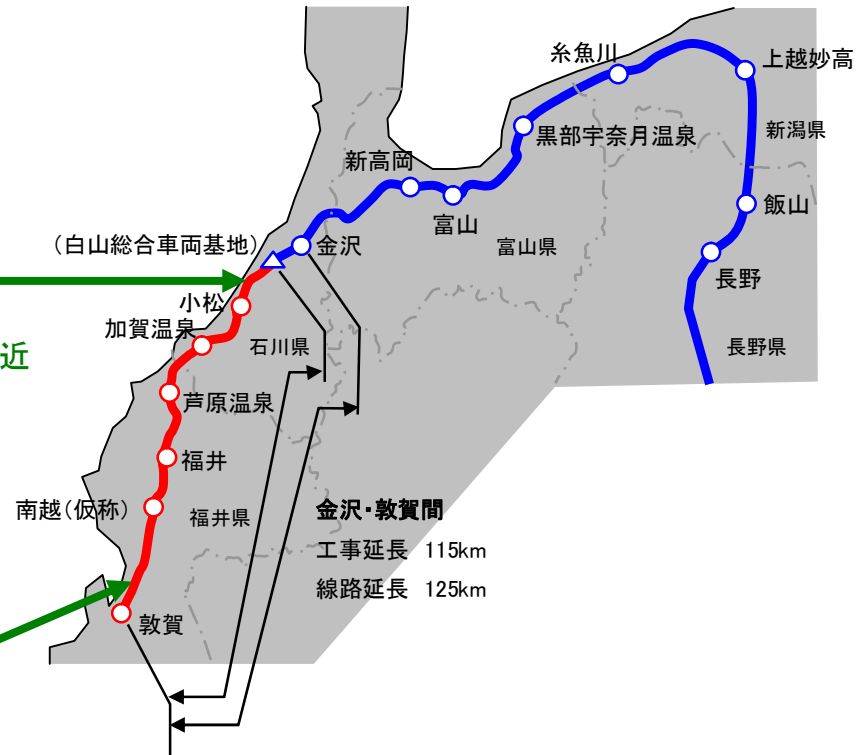 糸魚川
上越妙高
新潟県
黒部宇奈月温泉
新高岡
富山
富山県
飯山
(白山総合車両基地)
金沢
長野
長野県
小松
加賀温泉
石川県
近
芦原温泉
福井
南越(仮称)
福井県
金沢・敦賀間
工事延長 115km
線路延長 125km
敦賀